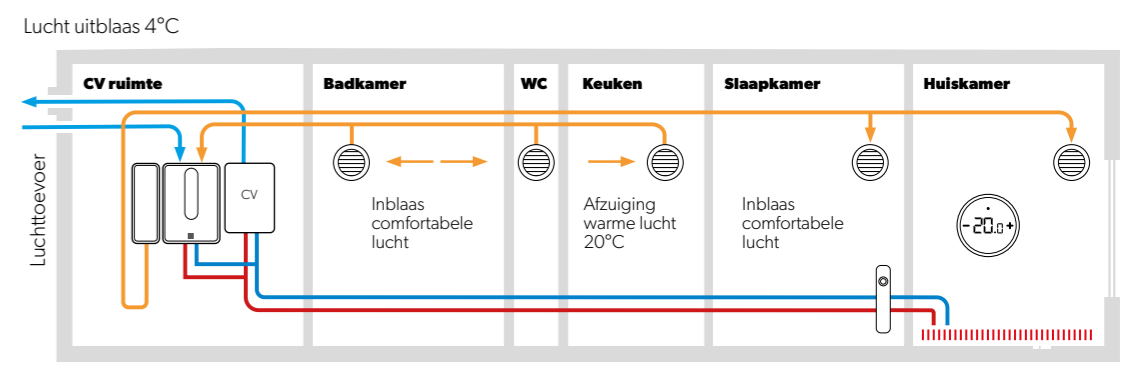 Lucht uitblaas 4°C
CV ruimte
Badkamer
WC
Keuken
Slaapkamer
Huiskamer
Luchttoevoer
CV
Inblaas
comfortabele
lucht
Afzuiging
warme lucht
20°C
Inblaas
comfortabele
lucht
-20.0+